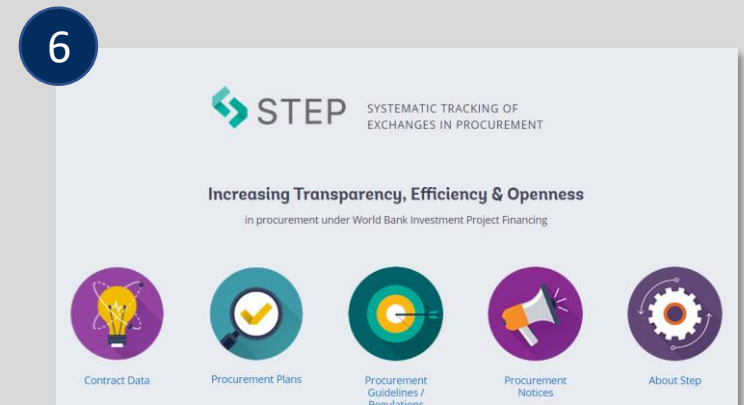 6
STEP
SYSTEMATIC TRACKING OF
EXCHANGES IN PROCUREMENT
Increasing Transparency, Efficiency & Openness
in procurement under World Bank Investment Project Financing
Contract Data
Procurement Plans
Procurement
Guidelines /
Regulations
Procurement
Notices
About Step